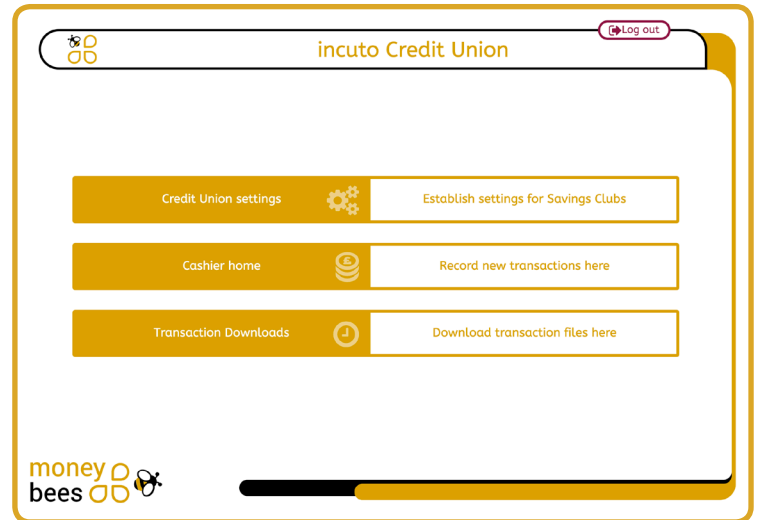 Log out
incuto Credit Union
Credit Union settings
Establish settings for Savings Clubs
Cashier home
£
Record new transactions here
Transaction Downloads
Download transaction files here
money
bees